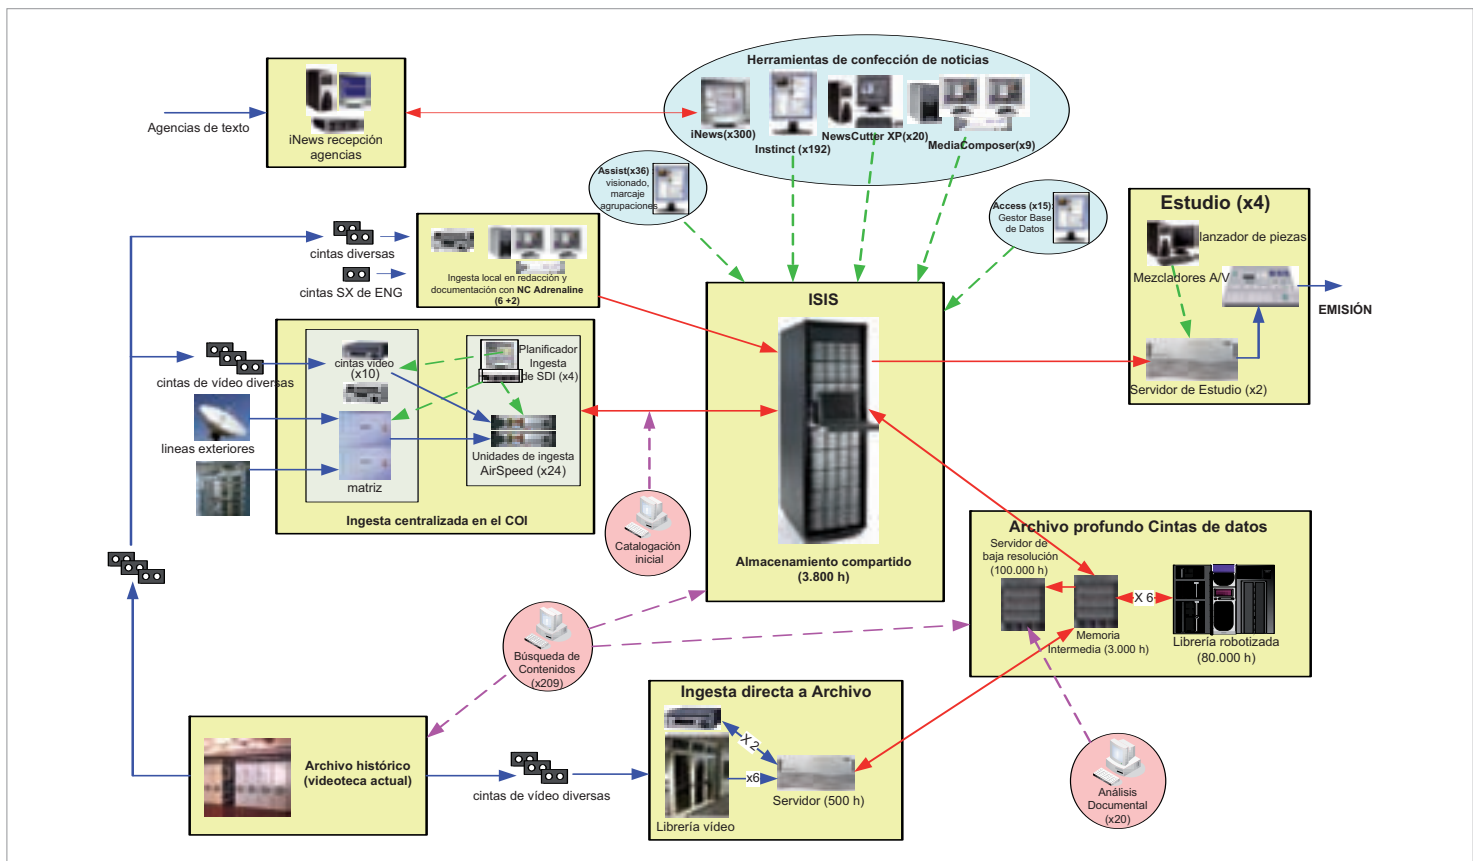 Herramientas de confección de noticias
iNews(x300)
Instinct (x192)
NewsCutter XP(x20)
MediaComposer(x9)
Agencias de texto
iNews recepción
agencias
Assist(x36)
visionado,
marcaje
agrupaciones
Access (x15):
Gestor Base
de Datos
Estudio (x4)
lanzador de piezas
Mezcladores A/V
EMISIÓN
Servidor de Estudio (x2)
cintas diversas
cintas SX de ENG
Ingesta local en redacción y
documentación con NC Adrenaline
(6 +2)
ISIS
Almacenamiento compartido
(3.800 h)
cintas de vídeo diversas
lineas exteriores
cintas vídeo
(x10)
matriz
Planificador
Ingesta
de SDI (x4)
Unidades de ingesta
AirSpeed (x24)
Ingesta centralizada en el COI
Catalogación
inicial
Archivo profundo Cintas de datos
Servidor de
baja resolución
(100.000 h)
X 6
Memoria
Intermedia (3.000 h)
Librería robotizada
(80.000 h)
Búsqueda de
Contenidos
(x209)
Ingesta directa a Archivo
X 2
x6
Servidor (500 h)
Librería vídeo
Archivo histórico
(videoteca actual)
cintas de vídeo diversas
Análisis
Documental
(x20)